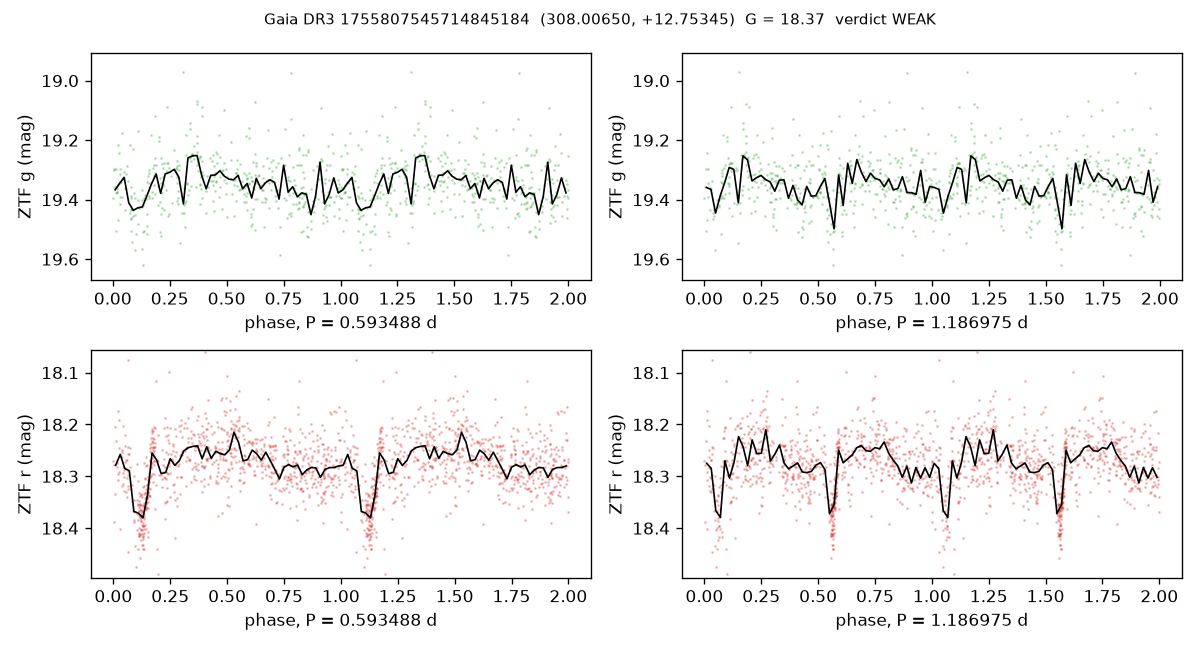 Gaia DR3 1755807545714845184 (308.00650, +12.75345) G = 18.37 verdict WEAK
ZTF g (mag)
19.0
19.2
19.4
19.6
0.00 0.25 0.50 0.75 1.00 1.25 1.50 1.75 2.00
phase, P = 0.593488 d
ZTF g (mag)
19.0
19.2
19.4
19.6
0.00 0.25 0.50 0.75 1.00 1.25 1.50 1.75 2.00
phase, P = 1.186975 d
ZTF r (mag)
18.1
18.2
18.3
18.4
0.00 0.25 0.50 0.75 1.00 1.25 1.50 1.75 2.00
phase, P = 0.593488 d
ZTF r (mag)
18.1
18.2
18.3
18.4
0.00 0.25 0.50 0.75 1.00 1.25 1.50 1.75 2.00
phase, P = 1.186975 d